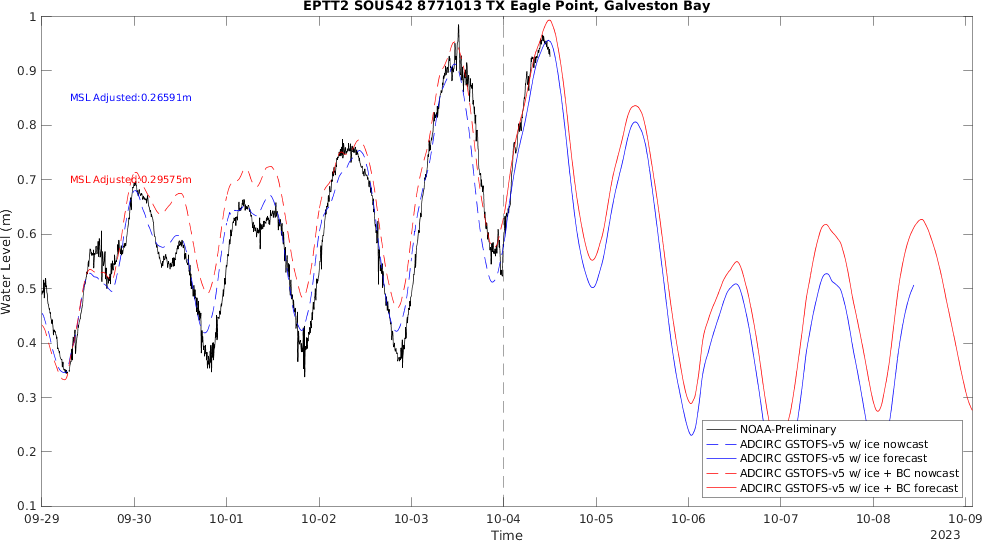 EPTT2 SOUS42 8771013 TX Eagle Point, Galveston Bay
1
0.9
0.8
0.7
0.6
0.5
0.4
0.3
0.2
0.1
Water Level (m)
MSL Adjusted:0.26591m
MSL Adjusted:0.29575m
NOAA-Preliminary
ADCIRC GSTOFS-v5 w/ ice nowcast
ADCIRC GSTOFS-v5 w/ ice forecast
ADCIRC GSTOFS-v5 w/ ice + BC nowcast
ADCIRC GSTOFS-v5 w/ ice + BC forecast
09-29 09-30 10-01 10-02 10-03 10-04 10-05 10-06 10-07 10-08 10-09
Time
2023